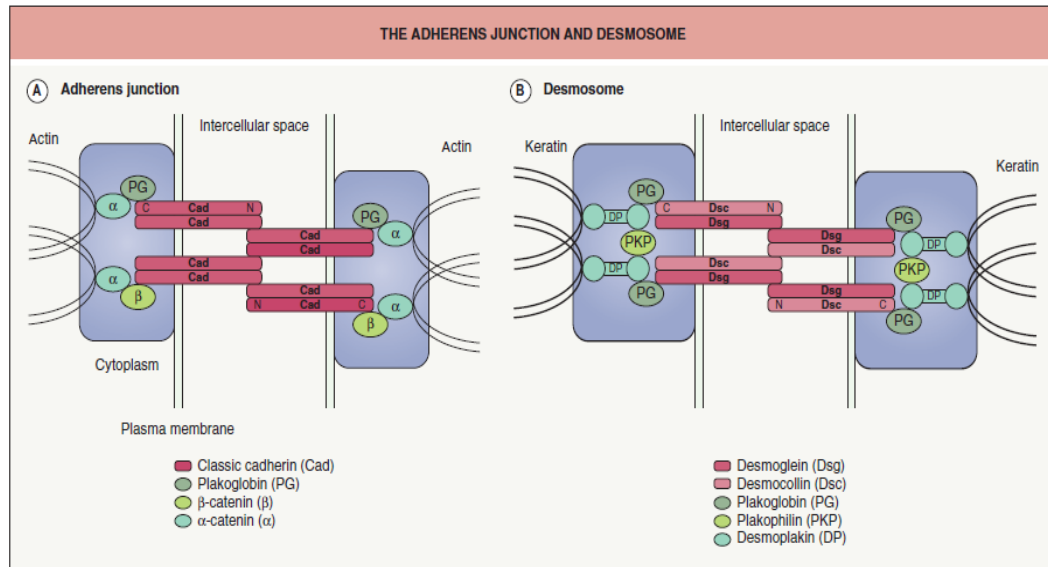 THE ADHERENS JUNCTION AND DESMOSOME
A Adherens junction
Actin
Intercellular space
Actin
PG
α
C Cad N
Cad
PG
Cad
α
Cad
Cad
α
Cad
β
Cad
N Cad C
α
β
Cytoplasm
Plasma membrane
Classic cadherin (Cad)
Plakoglobin (PG)
β-catenin (β)
α-catenin (α)
B Desmosome
Keratin
Intercellular space
Keratin
PG
DP
C Dsc N
Dsg
PKP
PG
Dsg
DP
Dsc
Dsc
DP
Dsg
PG
PKP
Dsg
DP
N Dsc C
PG
Desmoglein (Dsg)
Desmocollin (Dsc)
Plakoglobin (PG)
Plakophilin (PKP)
Desmoplakin (DP)